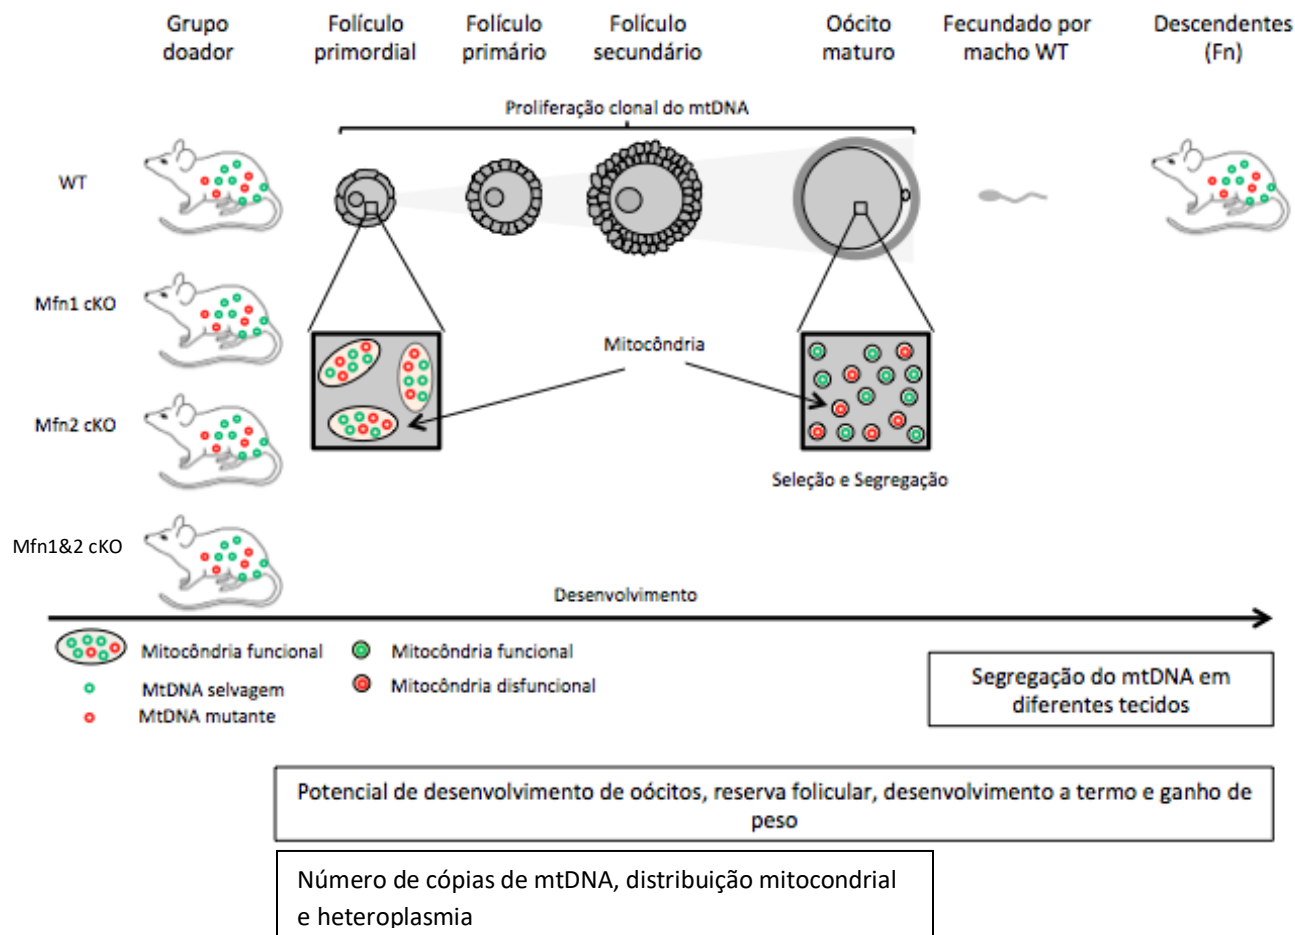 Grupo
doador
Folículo
primordial
Folículo
primário
Folículo
secundário
Oócito
maturo
Fecundado por
macho WT
Descendentes
(Fn)
Proliferação clonal do mtDNA
WT
Mfn1 cKO
Mitocôndria
Mfn2 cKO
Seleção e Segregação
Mfn1&2 cKO
Desenvolvimento
Mitocôndria funcional
MtDNA selvagem
MtDNA mutante
Mitocôndria funcional
Mitocôndria disfuncional
Segregação do mtDNA em
diferentes tecidos
Potencial de desenvolvimento de oócitos, reserva folicular, desenvolvimento a termo e ganho de
peso
Número de cópias de mtDNA, distribuição mitocondrial
e heteroplasmia